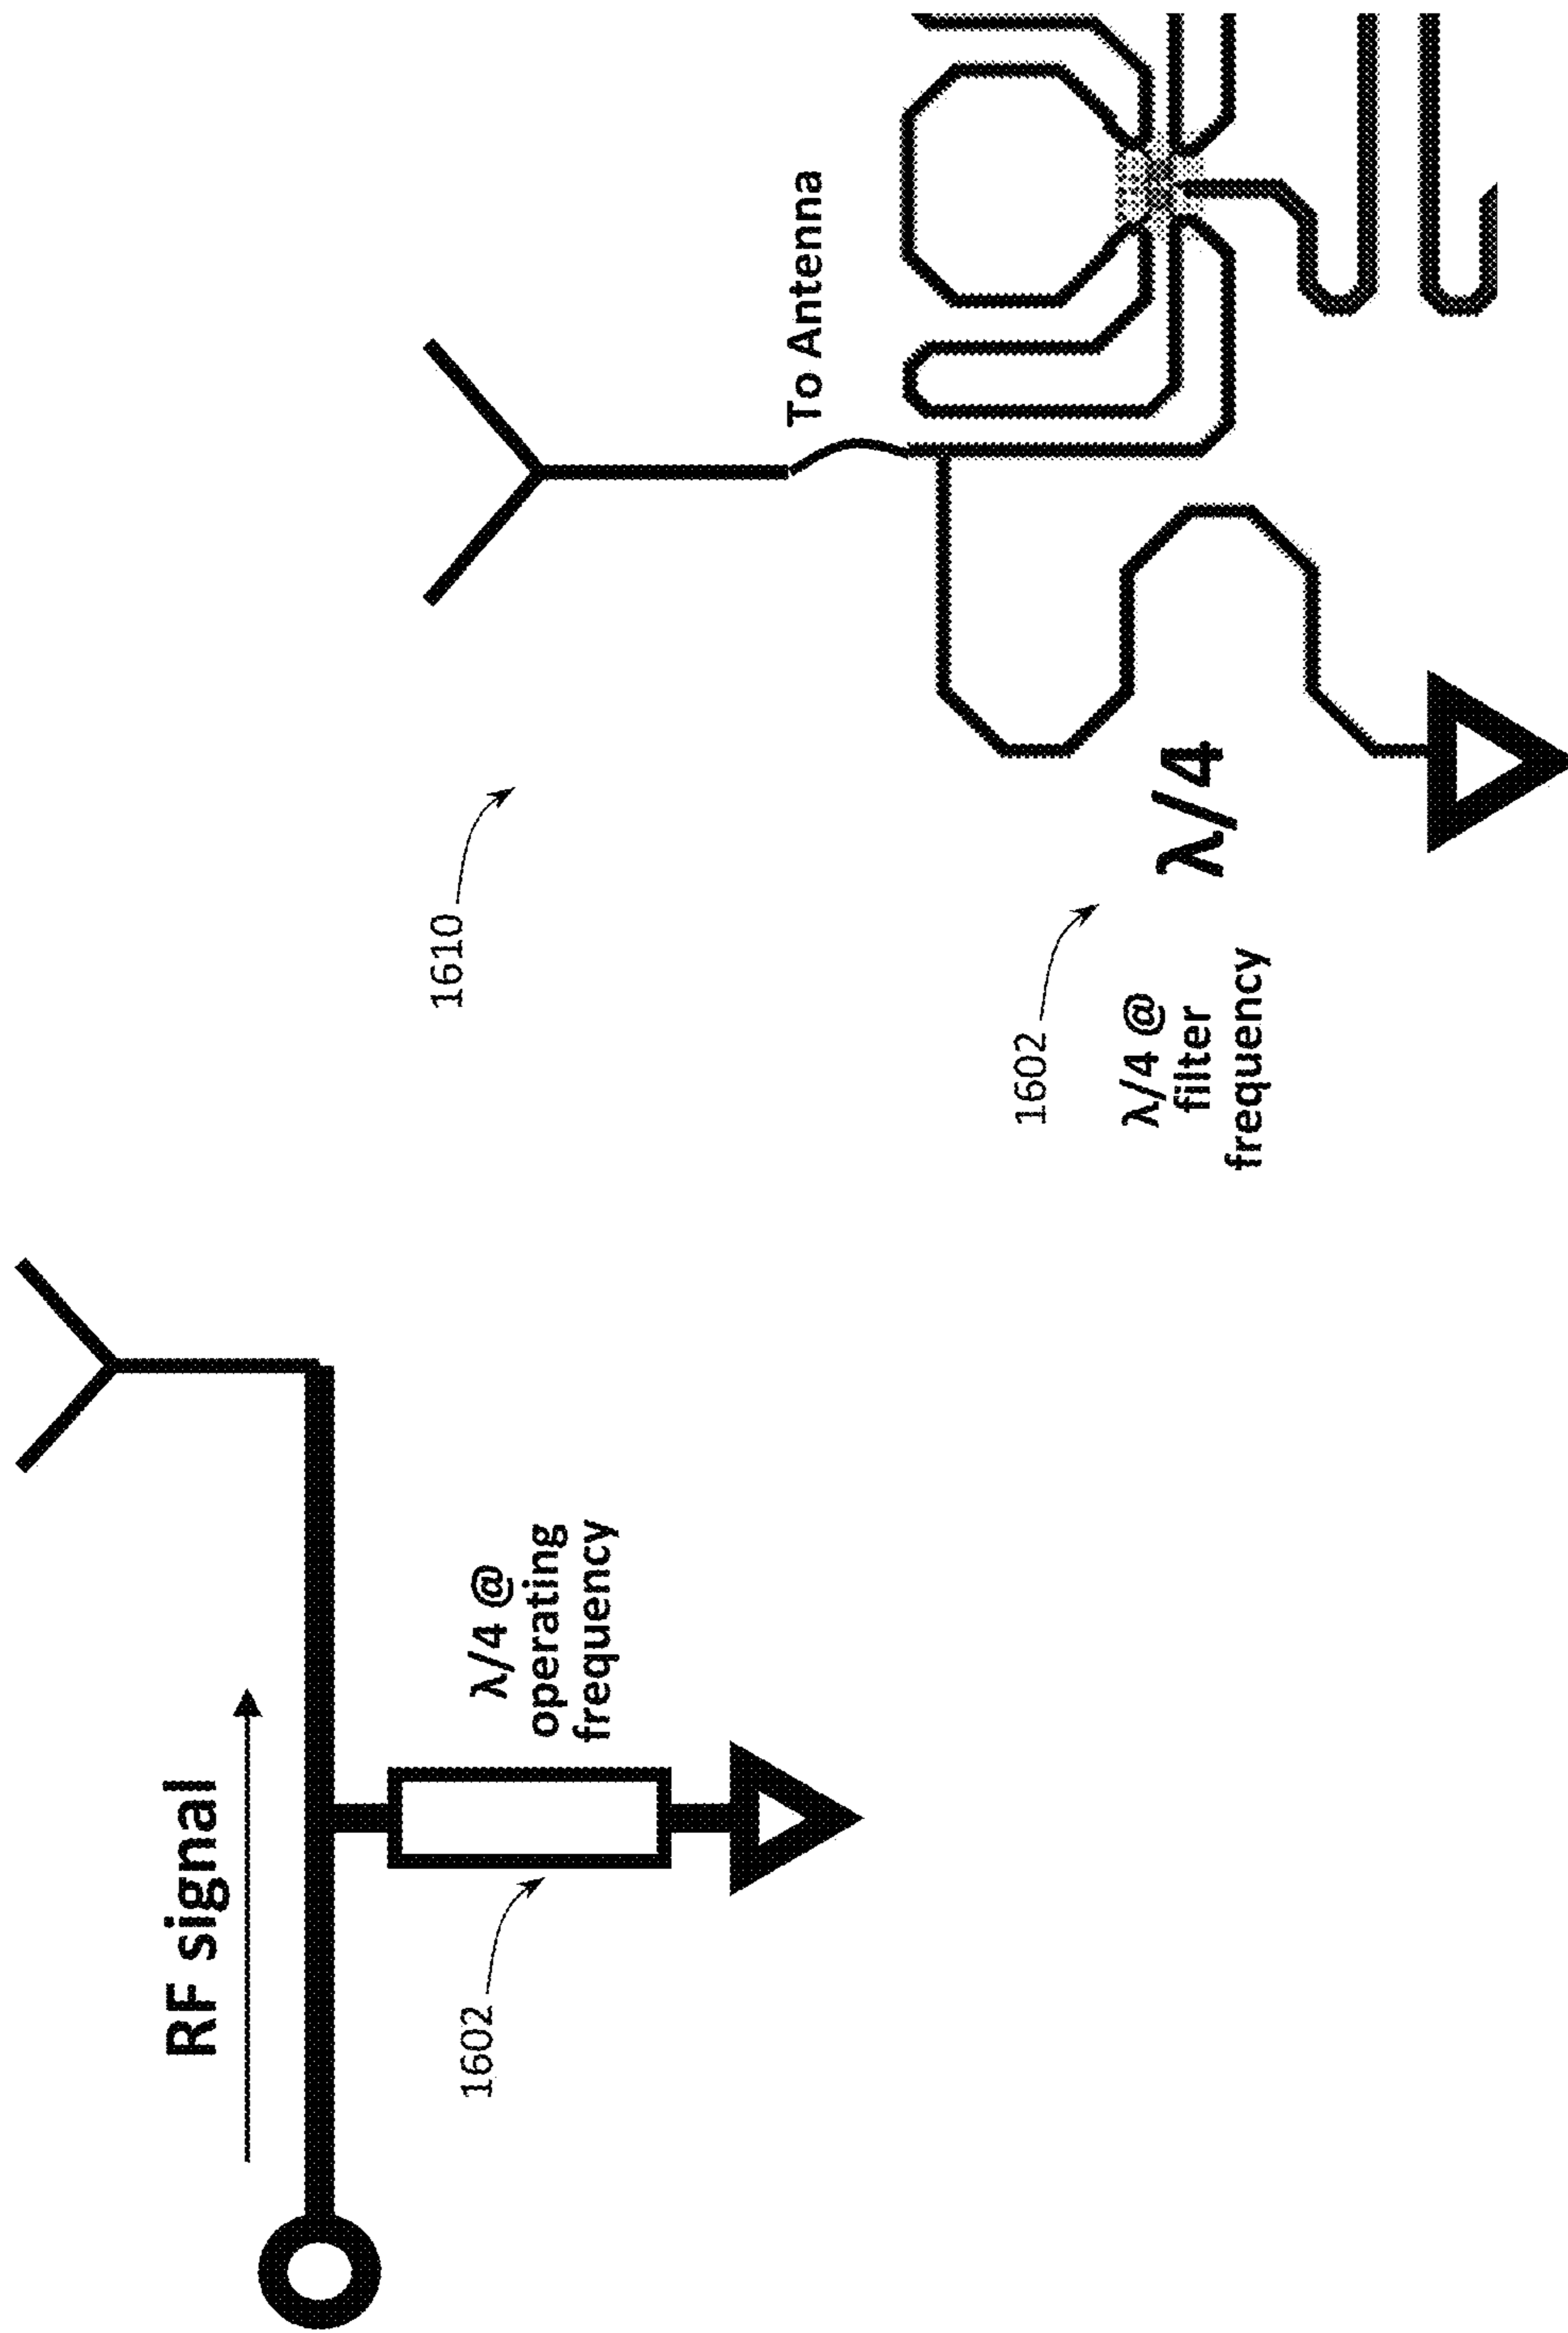 RF signal
1602
λ/4 @
operating
frequency
1610
To Antenna
1602
λ/4 @
filter
frequency
λ/4